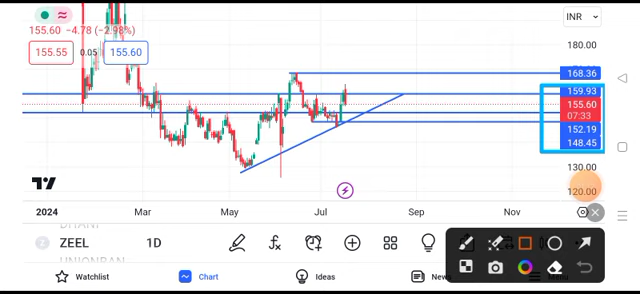 155.60 −4.78 (−2.98%)
INR
155.55 0.05 155.60
180.00
168.36
159.93
155.60
07:33
152.19
148.45
130.00
120.00
2024 Mar May Jul Sep Nov
ZEEL 1D
UNIONBAN
Watchlist Chart Ideas News Menu